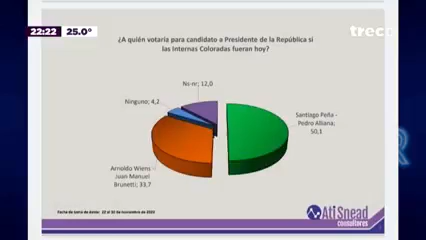 22:22 25.0°
trece
¿A quién votaría para candidato a Presidente de la República si
las Internas Coloradas fueran hoy?
Ns-nr; 12,0
Ninguno; 4,2
Santiago Peña -
Pedro Alliana;
50,1
Arnoldo Wiens;
Juan Manuel
Brunetti; 33,7
Ati Snead
consultores